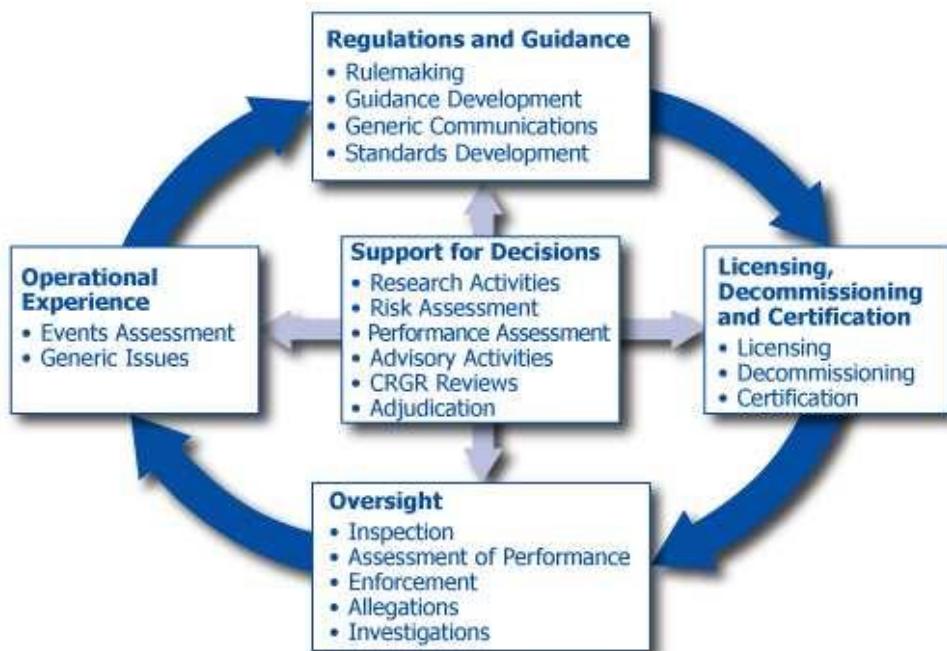 Regulations and Guidance
• Rulemaking
• Guidance Development
• Generic Communications
• Standards Development
Operational
Experience
• Events Assessment
• Generic Issues
Support for Decisions
• Research Activities
• Risk Assessment
• Performance Assessment
• Advisory Activities
• CRGR Reviews
• Adjudication
Licensing,
Decommissioning
and Certification
• Licensing
• Decommissioning
• Certification
Oversight
• Inspection
• Assessment of Performance
• Enforcement
• Allegations
• Investigations